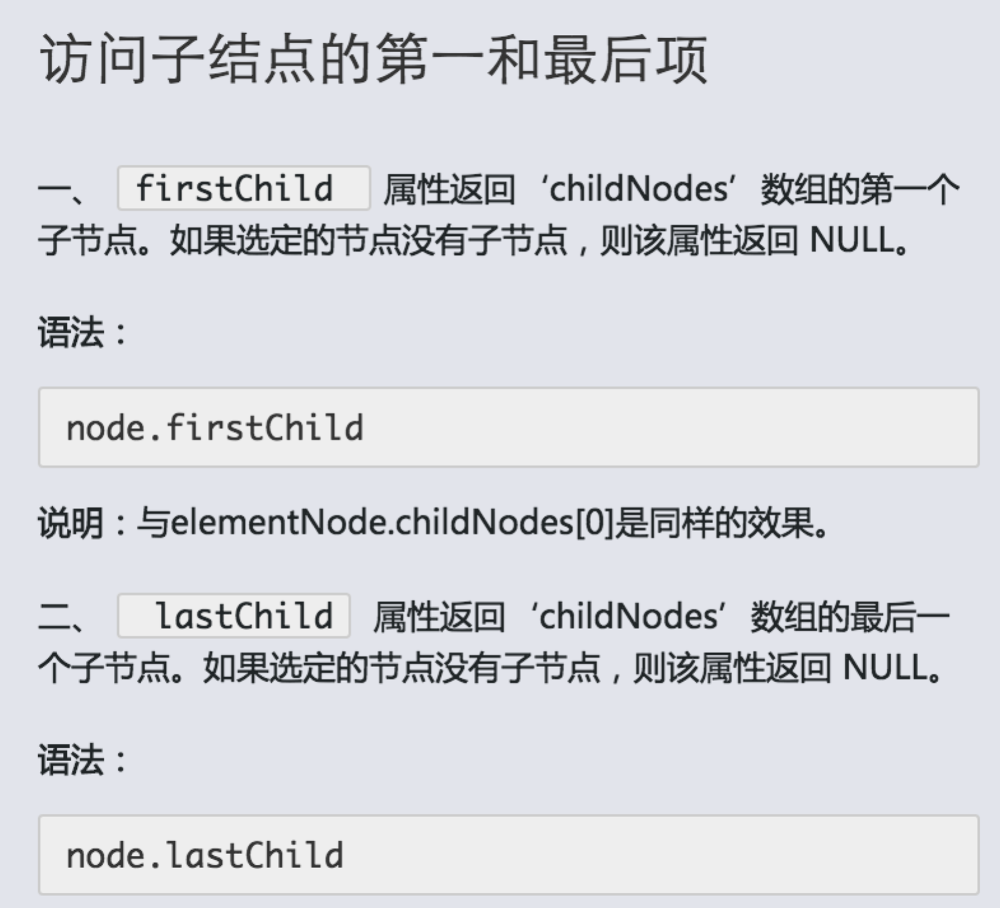 访问子结点的第一和最后项
一、 firstChild 属性返回‘childNodes’数组的第一个
子节点。如果选定的节点没有子节点，则该属性返回 NULL。
语法：
node.firstChild
说明：与elementNode.childNodes[0]是同样的效果。
二、 lastChild 属性返回‘childNodes’数组的最后一
个子节点。如果选定的节点没有子节点，则该属性返回 NULL。
语法：
node.lastChild